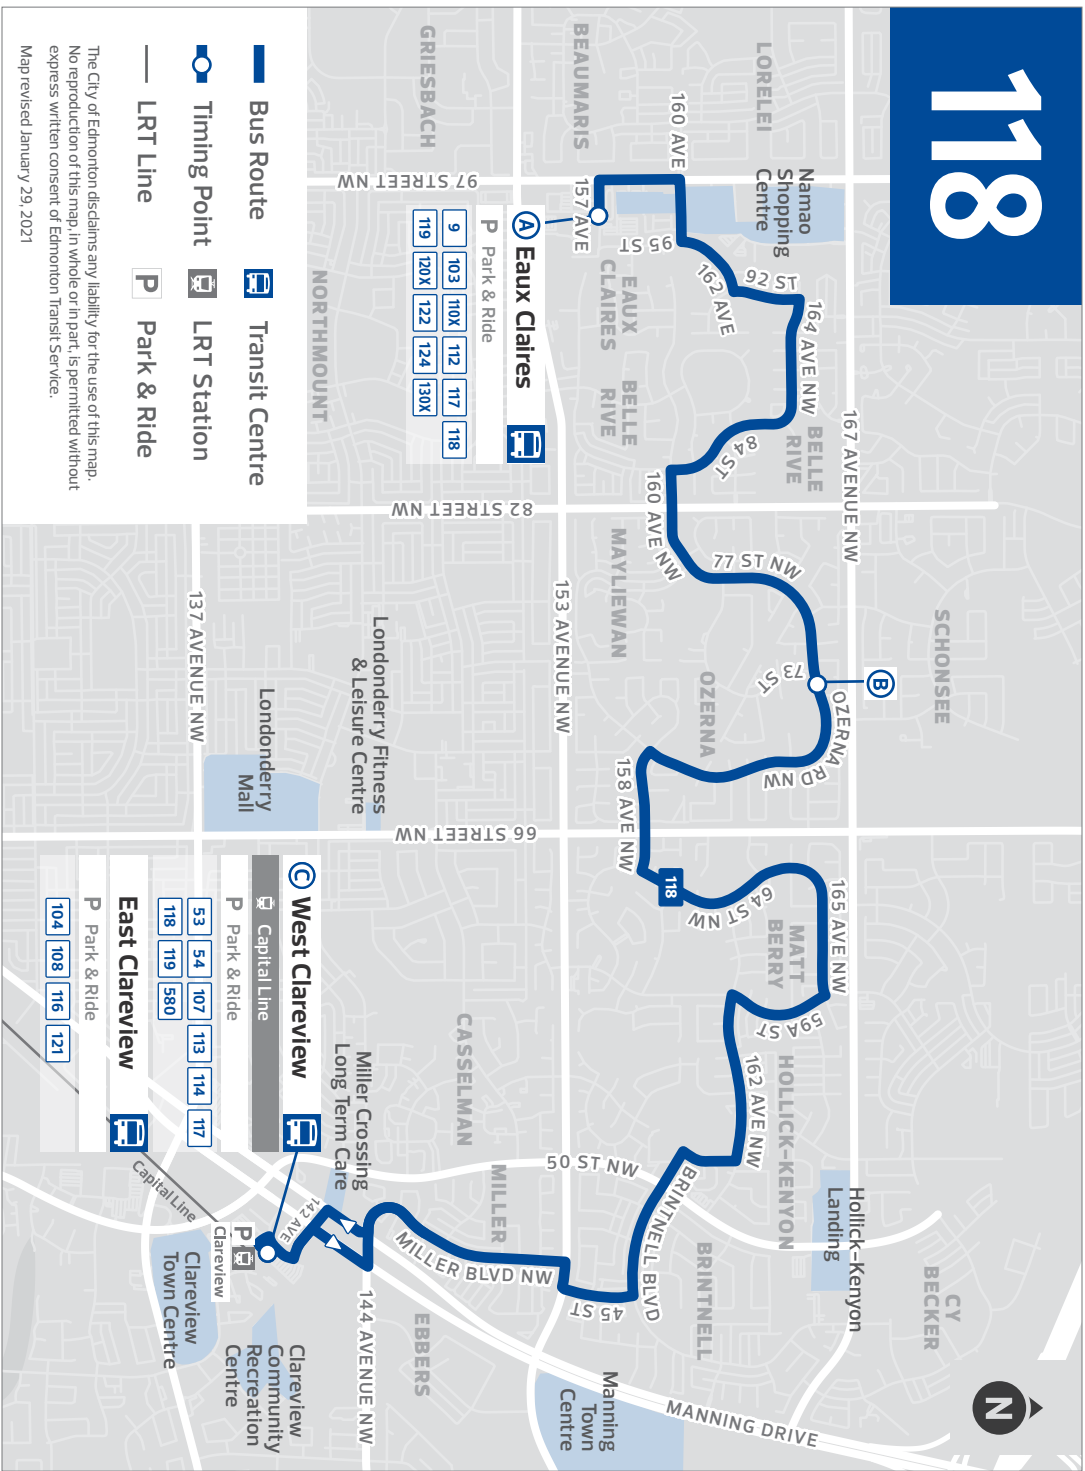 118
LORELEI
BEAUMARIS
GRIESBACH
160 AVE
97 STREET NW
157 AVE
Namao
Shopping
Centre
95 ST
162 AVE
92 ST
164 AVE NW
EAUX
CLAIRES
BELLE
RIVE
BELLE
RIVE
84 ST
167 AVENUE NW
160 AVE NW
82 STREET NW
NORTHMOUNT
A Eaux Claires
P Park & Ride
9 103 110X 112 117 118
119 120X 122 124 130X
77 ST NW
MAYLIEWAN
153 AVENUE NW
137 AVENUE NW
SCHONSEE
B
73 ST
OZERNA RD NW
OZERNA
158 AVE NW
66 STREET NW
Londonderry Fitness
& Leisure Centre
Londonderry
Mall
118
64 ST NW
165 AVE NW
MATT
BERRY
59A ST
162 AVE NW
HOLLICK-KENYON
Hollick-Kenyon
Landing
50 ST NW
BRINTNELL BLVD
BRINTNELL
CY
BECKER
CASSELMAN
MILLER
MILLER BLVD NW
45 ST
EBBERS
144 AVENUE NW
142 AVE
MANNING DRIVE
Manning
Town
Centre
Miller Crossing
Long Term Care
C West Clareview
Capital Line
P Park & Ride
53 54 107 113 114 117
118 119 580
East Clareview
P Park & Ride
104 108 116 121
Capital Line
P
Clareview
Clareview
Town Centre
Clareview
Community
Recreation
Centre
N
Bus Route
Transit Centre
Timing Point
LRT Station
LRT Line
P Park & Ride
The City of Edmonton disclaims any liability for the use of this map.
No reproduction of this map, in whole or in part, is permitted without
express written consent of Edmonton Transit Service.
Map revised January 29, 2021